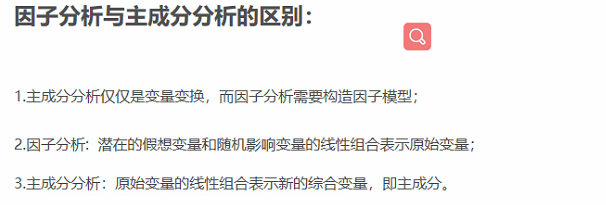 因子分析与主成分分析的区别：
1.主成分分析仅仅是变量变换，而因子分析需要构造因子模型；
2.因子分析：潜在的假想变量和随机影响变量的线性组合表示原始变量；
3.主成分分析：原始变量的线性组合表示新的综合变量，即主成分。